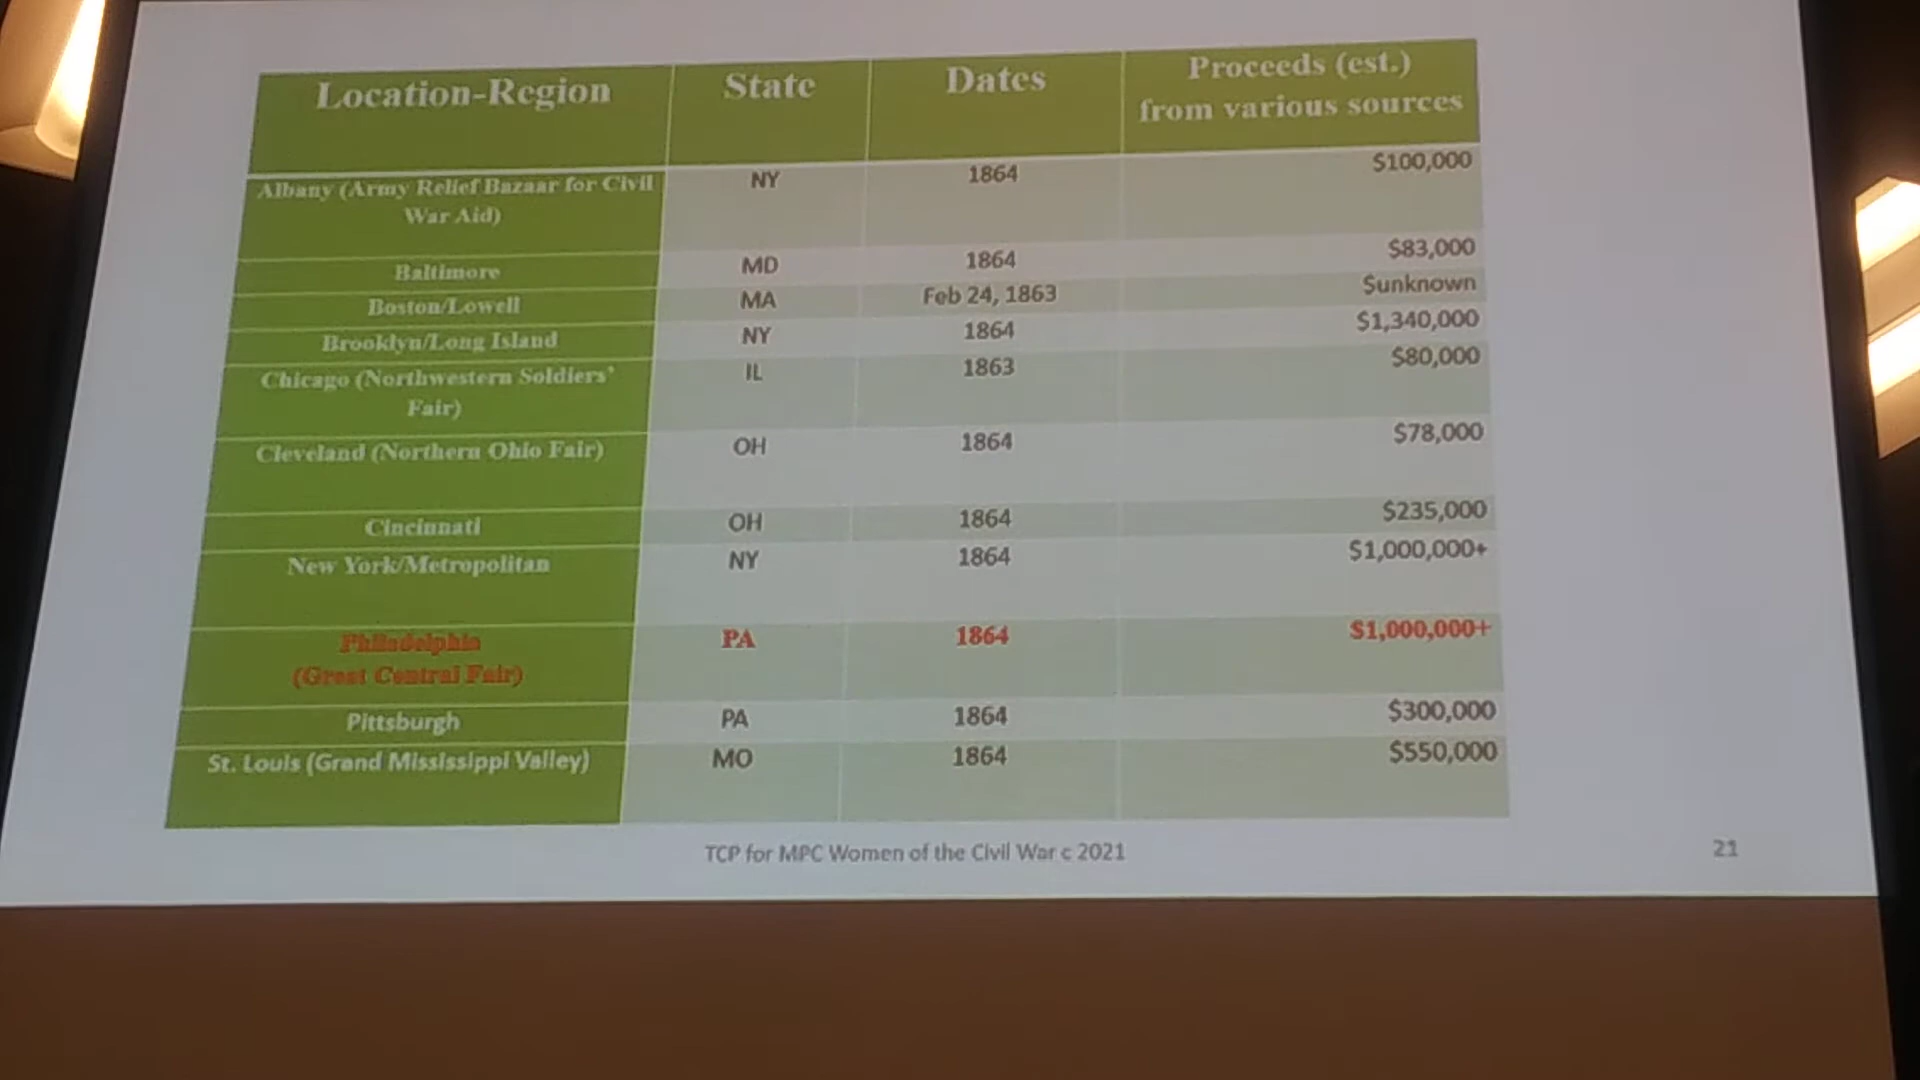 Location-Region State Dates Proceeds (est.)
from various sources
Albany (Army Relief Bazaar for Civil
War Aid) NY 1864 $100,000
Baltimore MD 1864 $83,000
Boston/Lowell MA Feb 24, 1863 $unknown
Brooklyn/Long Island NY 1864 $1,340,000
Chicago (Northwestern Soldiers'
Fair) IL 1863 $80,000
Cleveland (Northern Ohio Fair) OH 1864 $78,000
Cincinnati OH 1864 $235,000
New York/Metropolitan NY 1864 $1,000,000+
Philadelphia
(Great Central Fair) PA 1864 $1,000,000+
Pittsburgh PA 1864 $300,000
St. Louis (Grand Mississippi Valley) MO 1864 $550,000
TCP for MPC Women of the Civil War c 2021 21